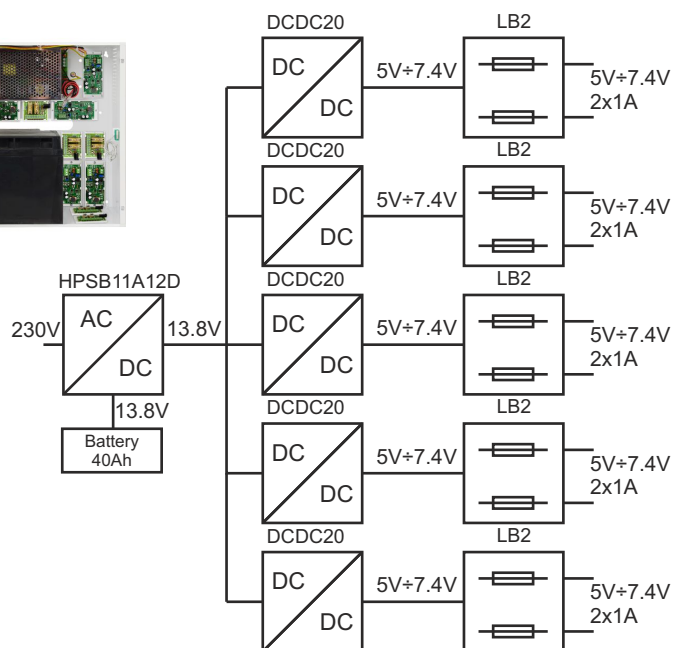 DCDC20
LB2
DC
DC
5V÷7.4V
5V÷7.4V
2x1A
DCDC20
LB2
DC
DC
5V÷7.4V
5V÷7.4V
2x1A
HPSB11A12D
230V
AC
DC
13.8V
13.8V
Battery
40Ah
DCDC20
LB2
DC
DC
5V÷7.4V
5V÷7.4V
2x1A
DCDC20
LB2
DC
DC
5V÷7.4V
5V÷7.4V
2x1A
DCDC20
LB2
DC
DC
5V÷7.4V
5V÷7.4V
2x1A